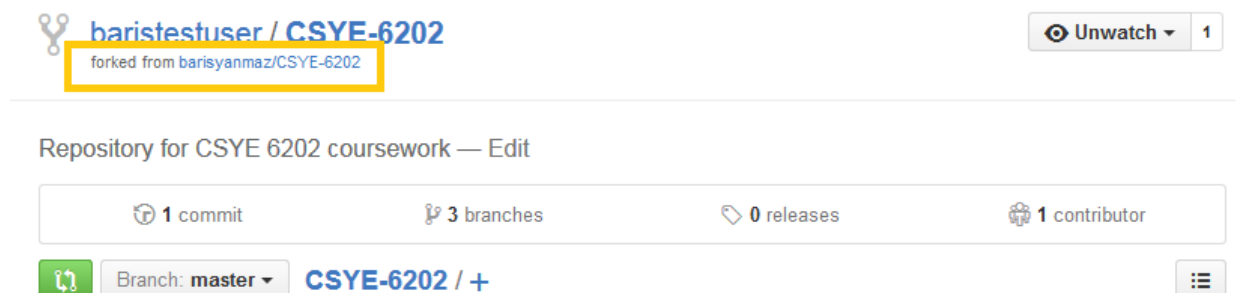 baristestuser / CSYE-6202
Unwatch 1
forked from barisyanmaz/CSYE-6202
Repository for CSYE 6202 coursework — Edit
1 commit 3 branches 0 releases 1 contributor
Branch: master CSYE-6202 / +